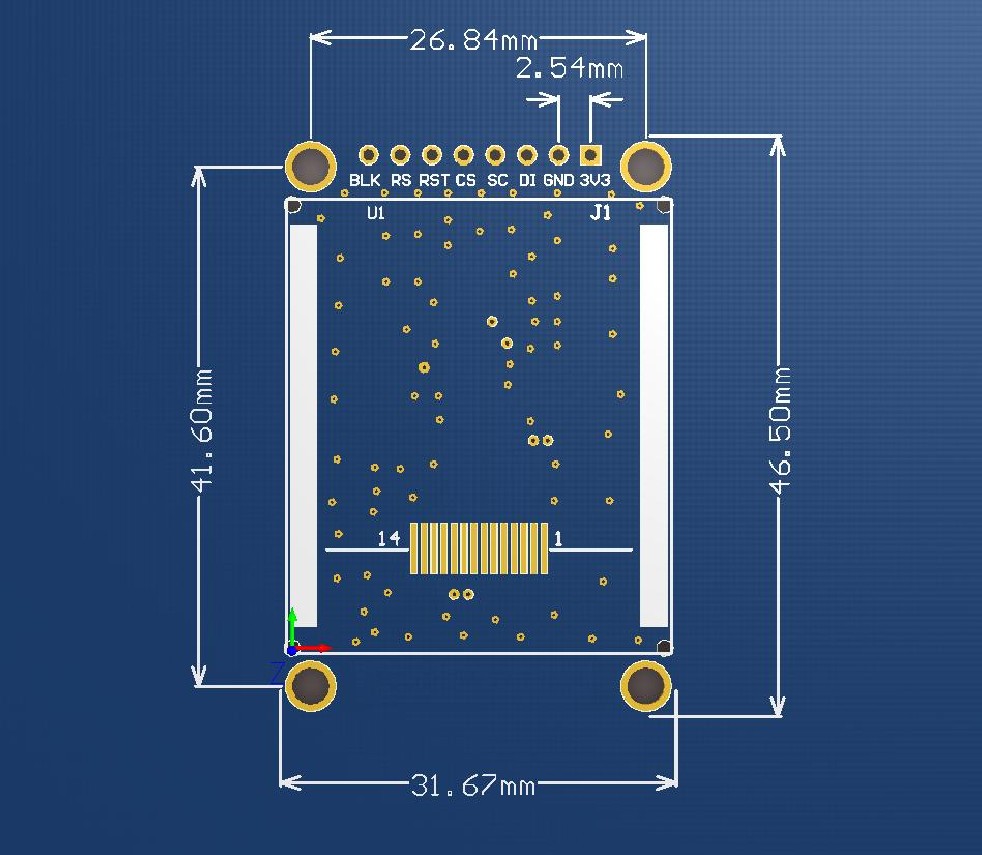 26.84mm
2.54mm
BLK RS RST CS SC DI GND 3V3
U1 J1
41.60mm
46.50mm
14 1
Z
31.67mm